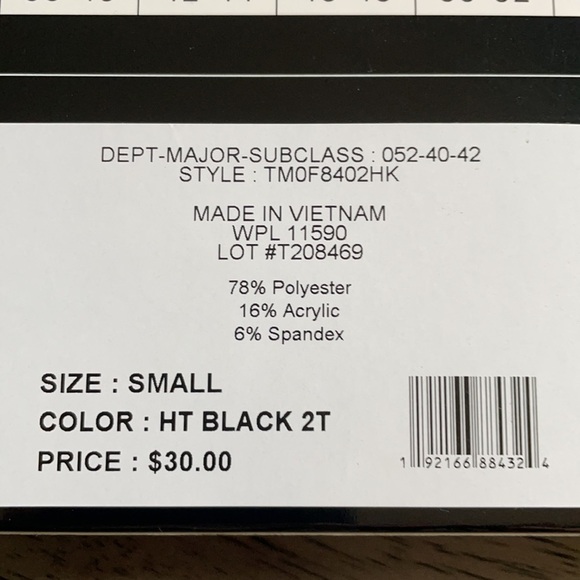 DEPT-MAJOR-SUBCLASS : 052-40-42
STYLE : TM0F8402HK
MADE IN VIETNAM
WPL 11590
LOT #T208469
78% Polyester
16% Acrylic
6% Spandex
SIZE : SMALL
COLOR : HT BLACK 2T
PRICE : $30.00
1 92166 88432 4